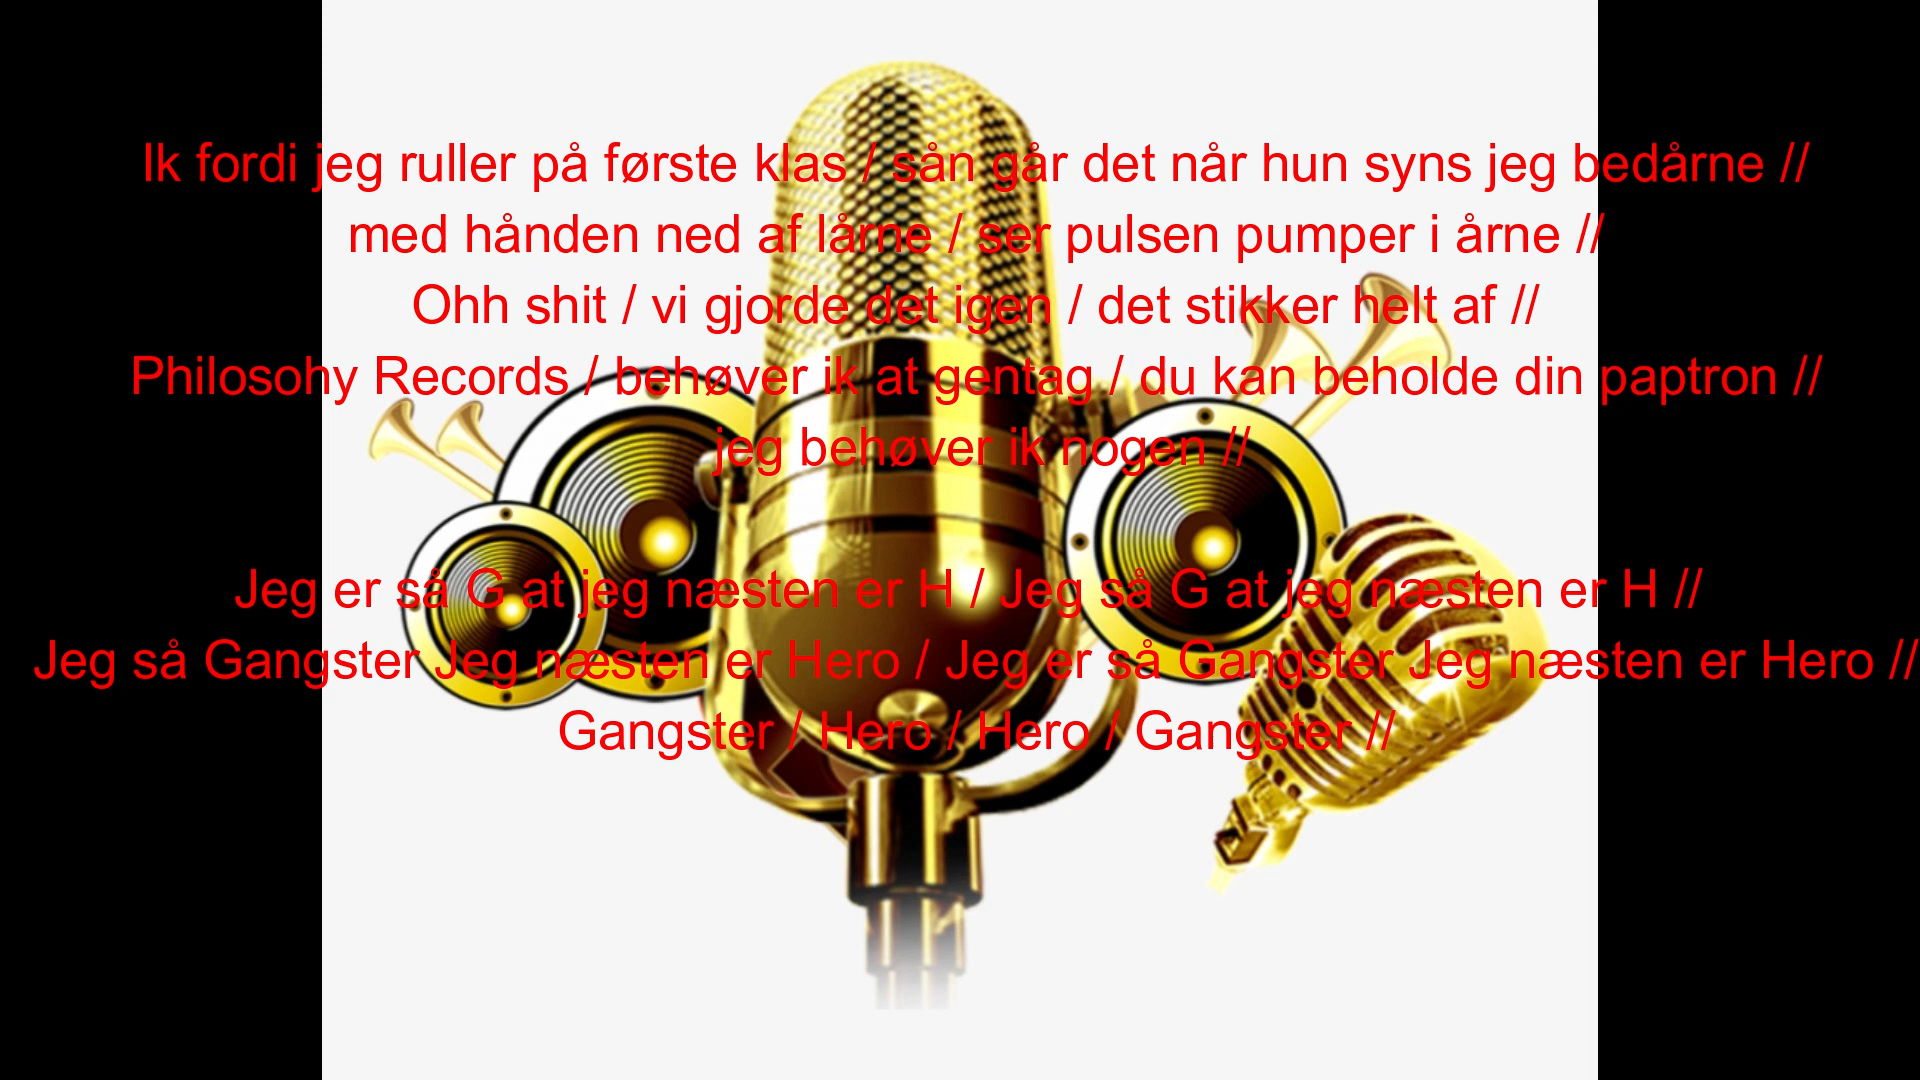 Ik fordi jeg ruller på første klas / sån går det når hun syns jeg bedårne //
med hånden ned af lårne / ser pulsen pumper i årne //
Ohh shit / vi gjorde det igen / det stikker helt af //
Philosohy Records / behøver ik at gentag / du kan beholde din paptron //
jeg behøver ik nogen //
Jeg er så G at jeg næsten er H / Jeg så G at jeg næsten er H //
Jeg så Gangster Jeg næsten er Hero / Jeg er så Gangster Jeg næsten er Hero //
Gangster / Hero / Hero / Gangster //